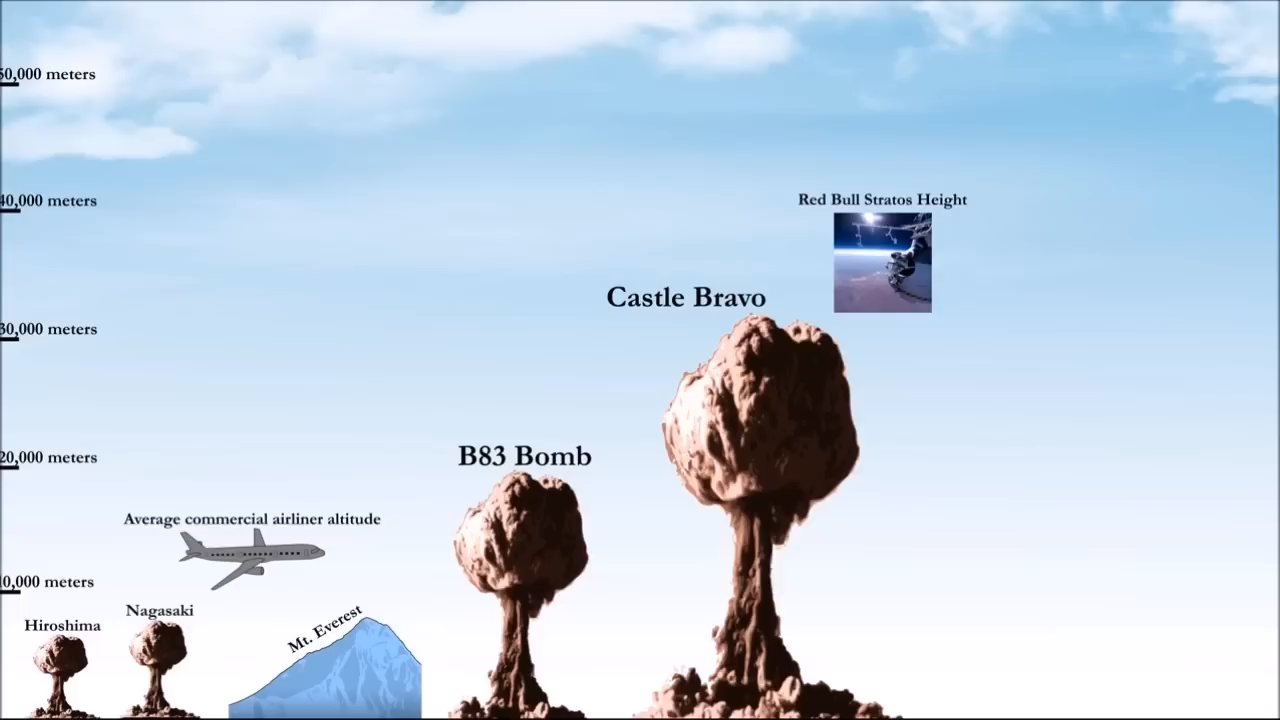 50,000 meters
40,000 meters
Red Bull Stratos Height
Castle Bravo
30,000 meters
B83 Bomb
20,000 meters
Average commercial airliner altitude
10,000 meters
Nagasaki
Hiroshima
Mt. Everest